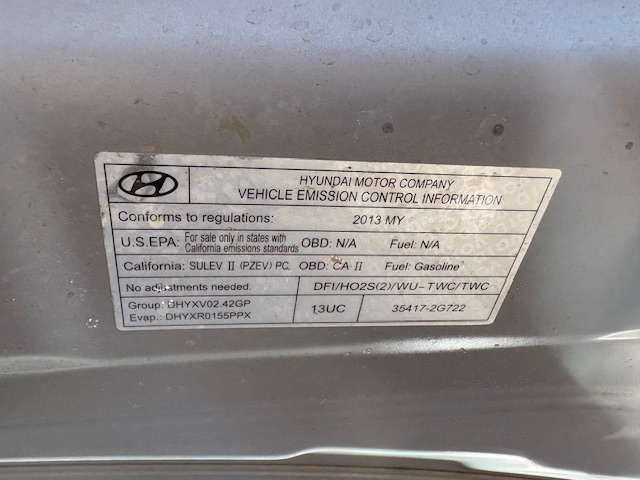 HYUNDAI MOTOR COMPANY
VEHICLE EMISSION CONTROL INFORMATION
Conforms to regulations: 2013 MY
U.S.EPA: For sale only in states with California emissions standards OBD: N/A Fuel: N/A
California: SULEV II (PZEV) PC. OBD: CA II Fuel: Gasoline
No adjustments needed. DFI/HO2S(2)/WU-TWC/TWC
Group: DHYXV02.42GP
Evap.: DHYXR0155PPX
13UC 35417-2G722